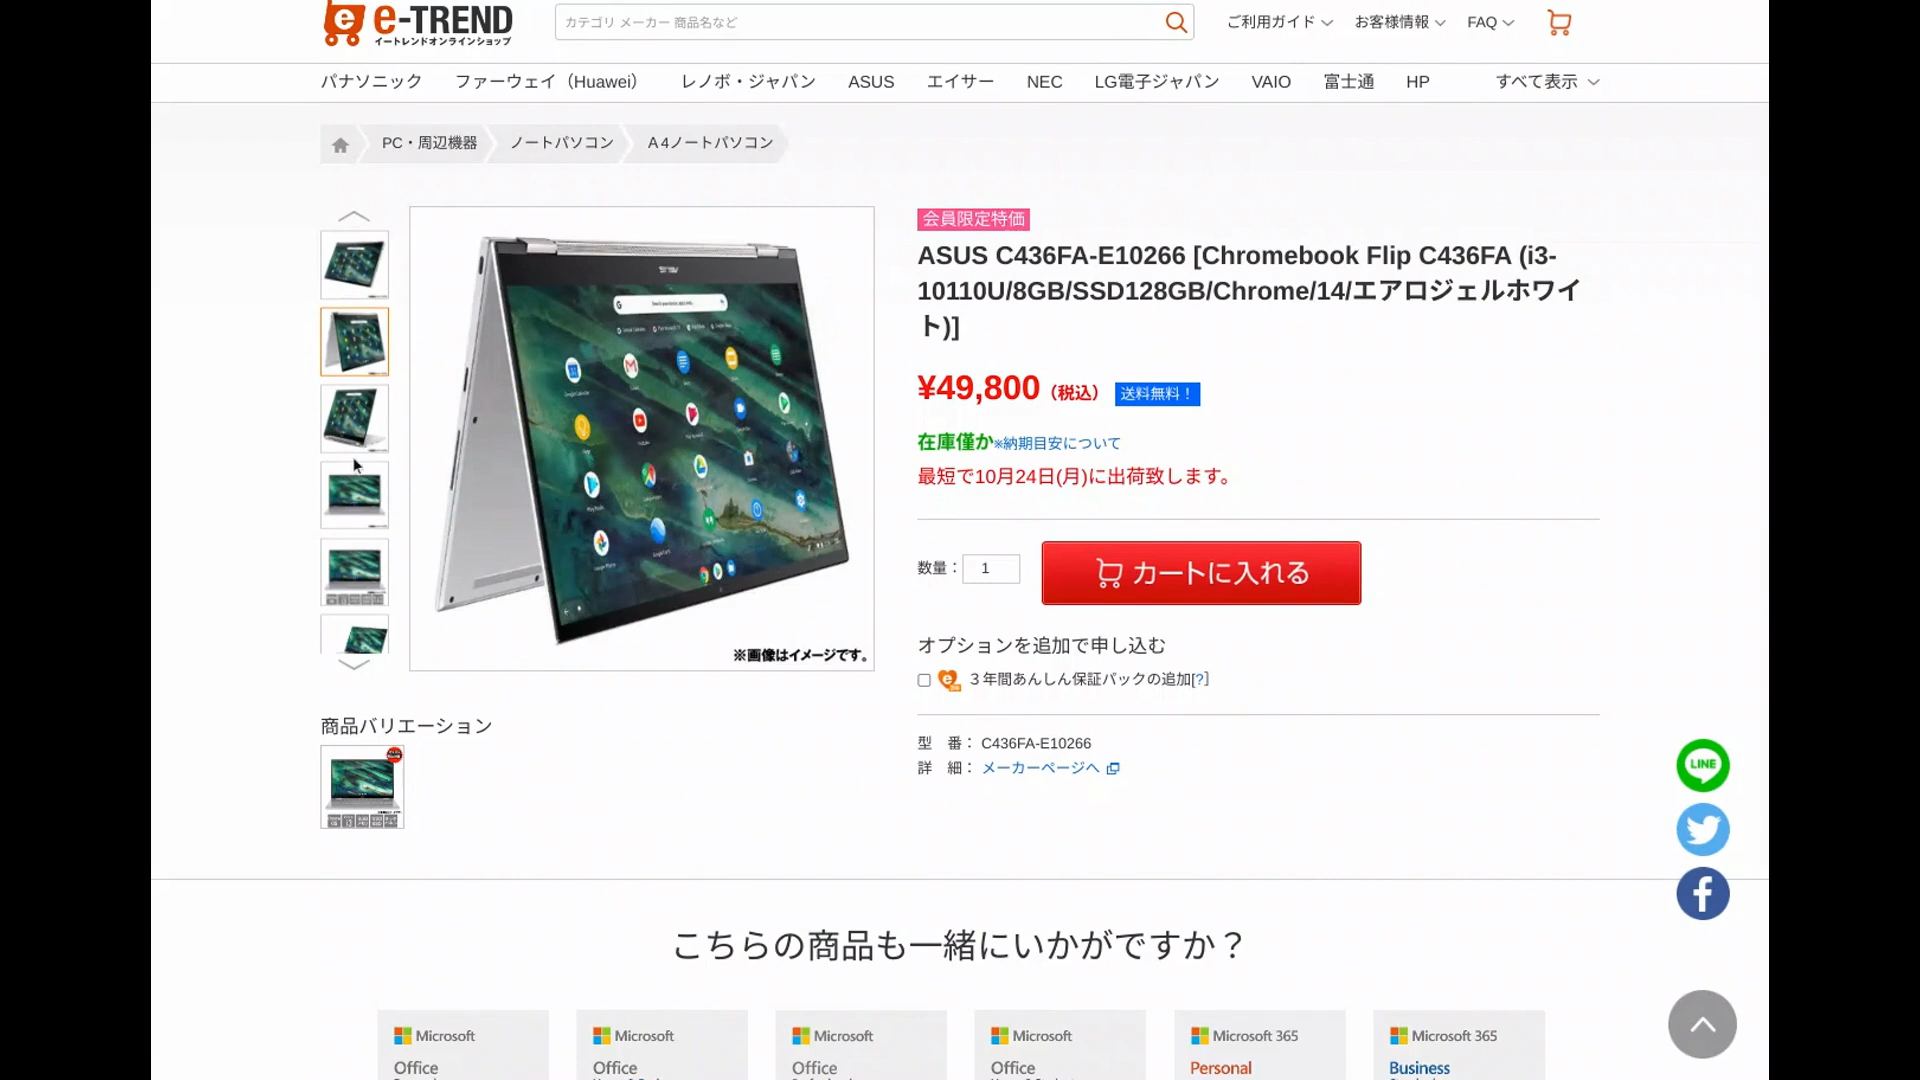 e-TREND
イートレンドオンラインショップ
カテゴリ メーカー 商品名など
ご利用ガイド
お客様情報
FAQ
パナソニック
ファーウェイ（Huawei）
レノボ・ジャパン
ASUS
エイサー
NEC
LG電子ジャパン
VAIO
富士通
HP
すべて表示
PC・周辺機器
ノートパソコン
A4ノートパソコン
会員限定特価
ASUS C436FA-E10266 [Chromebook Flip C436FA (i3-
10110U/8GB/SSD128GB/Chrome/14/エアロジェルホワイ
ト)]
¥49,800（税込） 送料無料！
在庫僅か※納期目安について
最短で10月24日(月)に出荷致します。
数量： 1
カートに入れる
※画像はイメージです。
オプションを追加で申し込む
３年間あんしん保証パックの追加[?]
商品バリエーション
型 番： C436FA-E10266
詳 細： メーカーページへ
LINE
こちらの商品も一緒にいかがですか？
Microsoft
Office
Microsoft
Office
Microsoft
Office
Microsoft
Office
Microsoft 365
Personal
Microsoft 365
Business